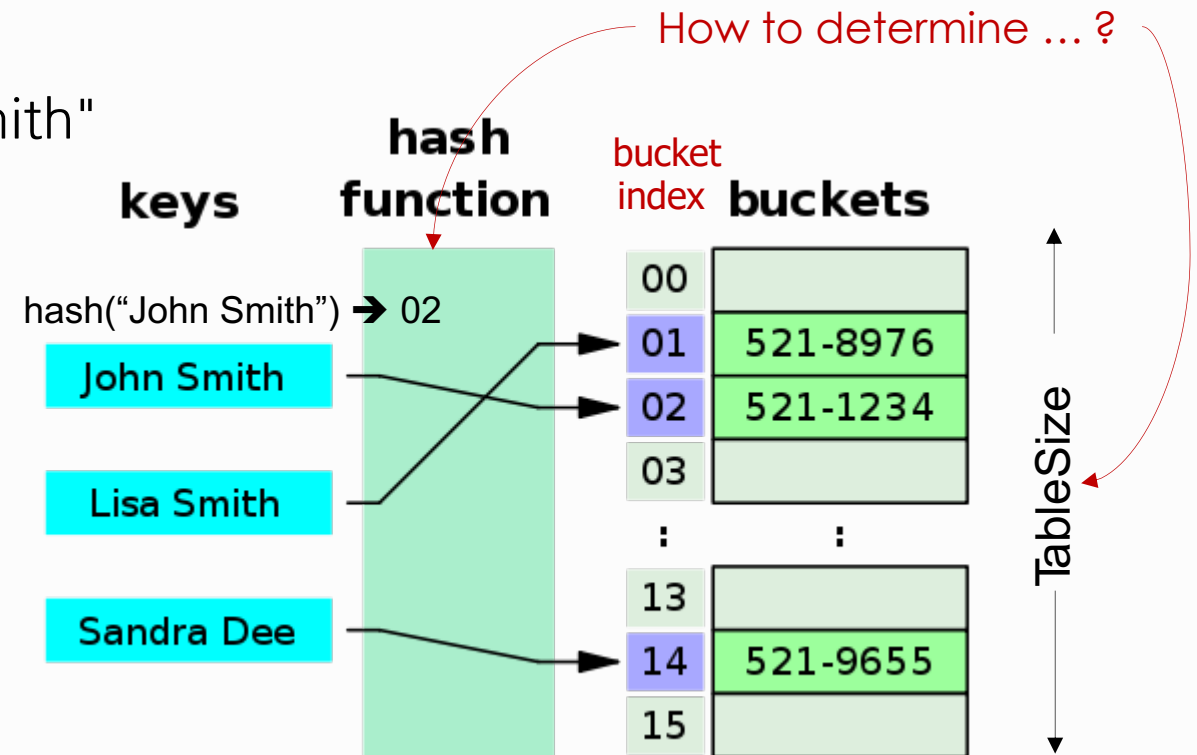 How to determine … ?
nith"
hash
function
keys
bucket
index
buckets
hash(“John Smith”) ➔ 02
John Smith
Lisa Smith
Sandra Dee
00
01 521-8976
02 521-1234
03
: :
13
14 521-9655
15
TableSize